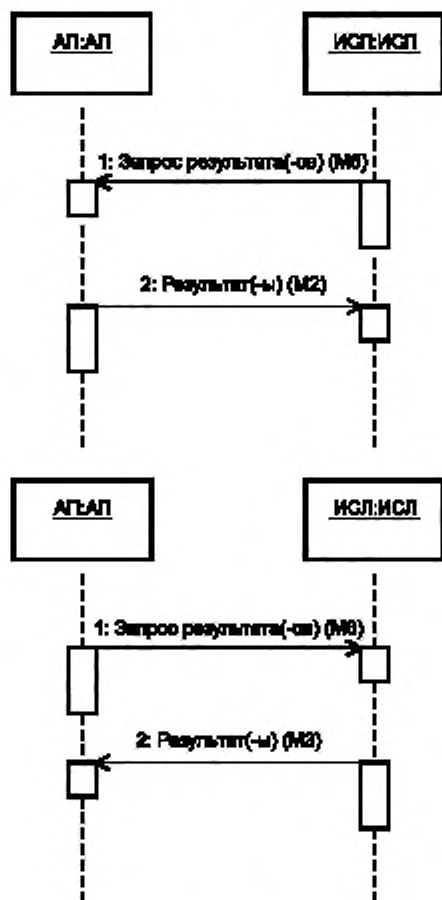 АП:АП
ИСЛ:ИСЛ
1: Запрос результата(-ов) (М6)
2: Результат(-ы) (М2)
АП:АП
ИСЛ:ИСЛ
1: Запрос результата(-ов) (М6)
2: Результат(-ы) (М3)